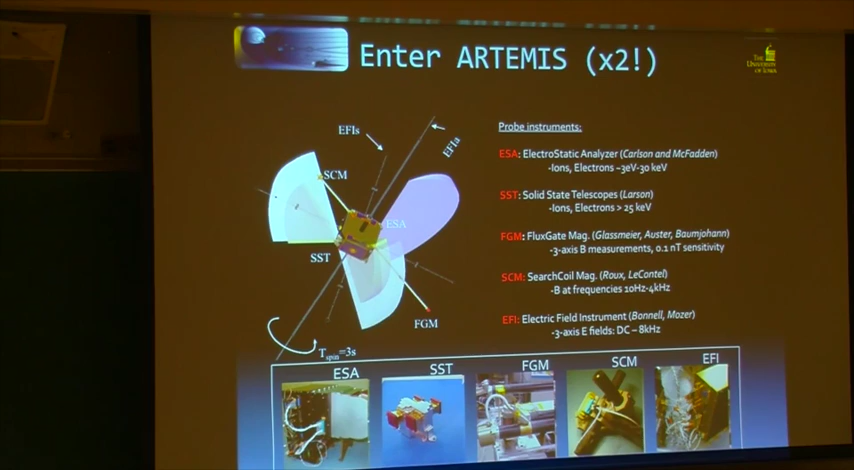 Enter ARTEMIS (x2!)
THE
UNIVERSITY
OF IOWA
EFIs
EFIa
SCM
ESA
SST
FGM
Tspin=3s
Probe instruments:
ESA: ElectroStatic Analyzer (Carlson and McFadden)
-Ions, Electrons ~3eV-30 keV
SST: Solid State Telescopes (Larson)
-Ions, Electrons > 25 keV
FGM: FluxGate Mag. (Glassmeier, Auster, Baumjohann)
-3-axis B measurements, 0.1 nT sensitivity
SCM: SearchCoil Mag. (Roux, LeContel)
-B at frequencies 10Hz-4kHz
EFI: Electric Field Instrument (Bonnell, Mozer)
-3-axis E fields: DC – 8kHz
ESA
SST
FGM
SCM
EFI